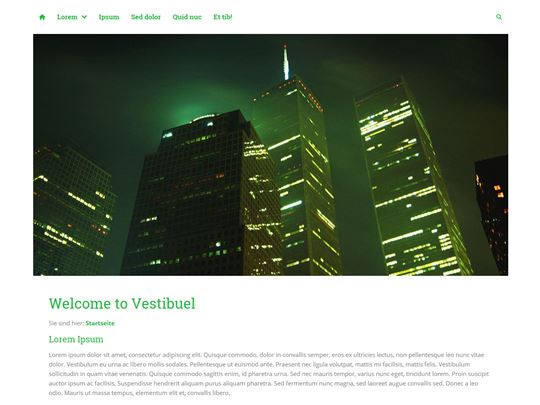 Lorem Ipsum Sed dolor Quid nuc Et tib!
Welcome to Vestibuel
Sie sind hier: Startseite
Lorem Ipsum
Lorem ipsum dolor sit amet, consectetur adipiscing elit. Quisque commodo, dolor in convallis semper, eros ex ultricies lectus, non pellentesque leo nunc vitae
dolor. Vestibulum eu urna ac libero mollis sodales. Pellentesque ut euismod ante. Praesent nec ligula volutpat, mattis mi facilisis, mattis felis. Vestibulum
sollicitudin in quam vitae venenatis. Quisque commodo sagittis enim, id pharetra urna. Sed nec mauris tempor, varius nunc eget, tincidunt lorem. Proin suscipit
auctor ipsum ac facilisis. Suspendisse hendrerit aliquam purus aliquam pharetra. Sed fermentum nunc magna, sed laoreet augue convallis sed. Donec a leo
odio. Mauris ut massa tempus, elementum elit et, convallis libero.